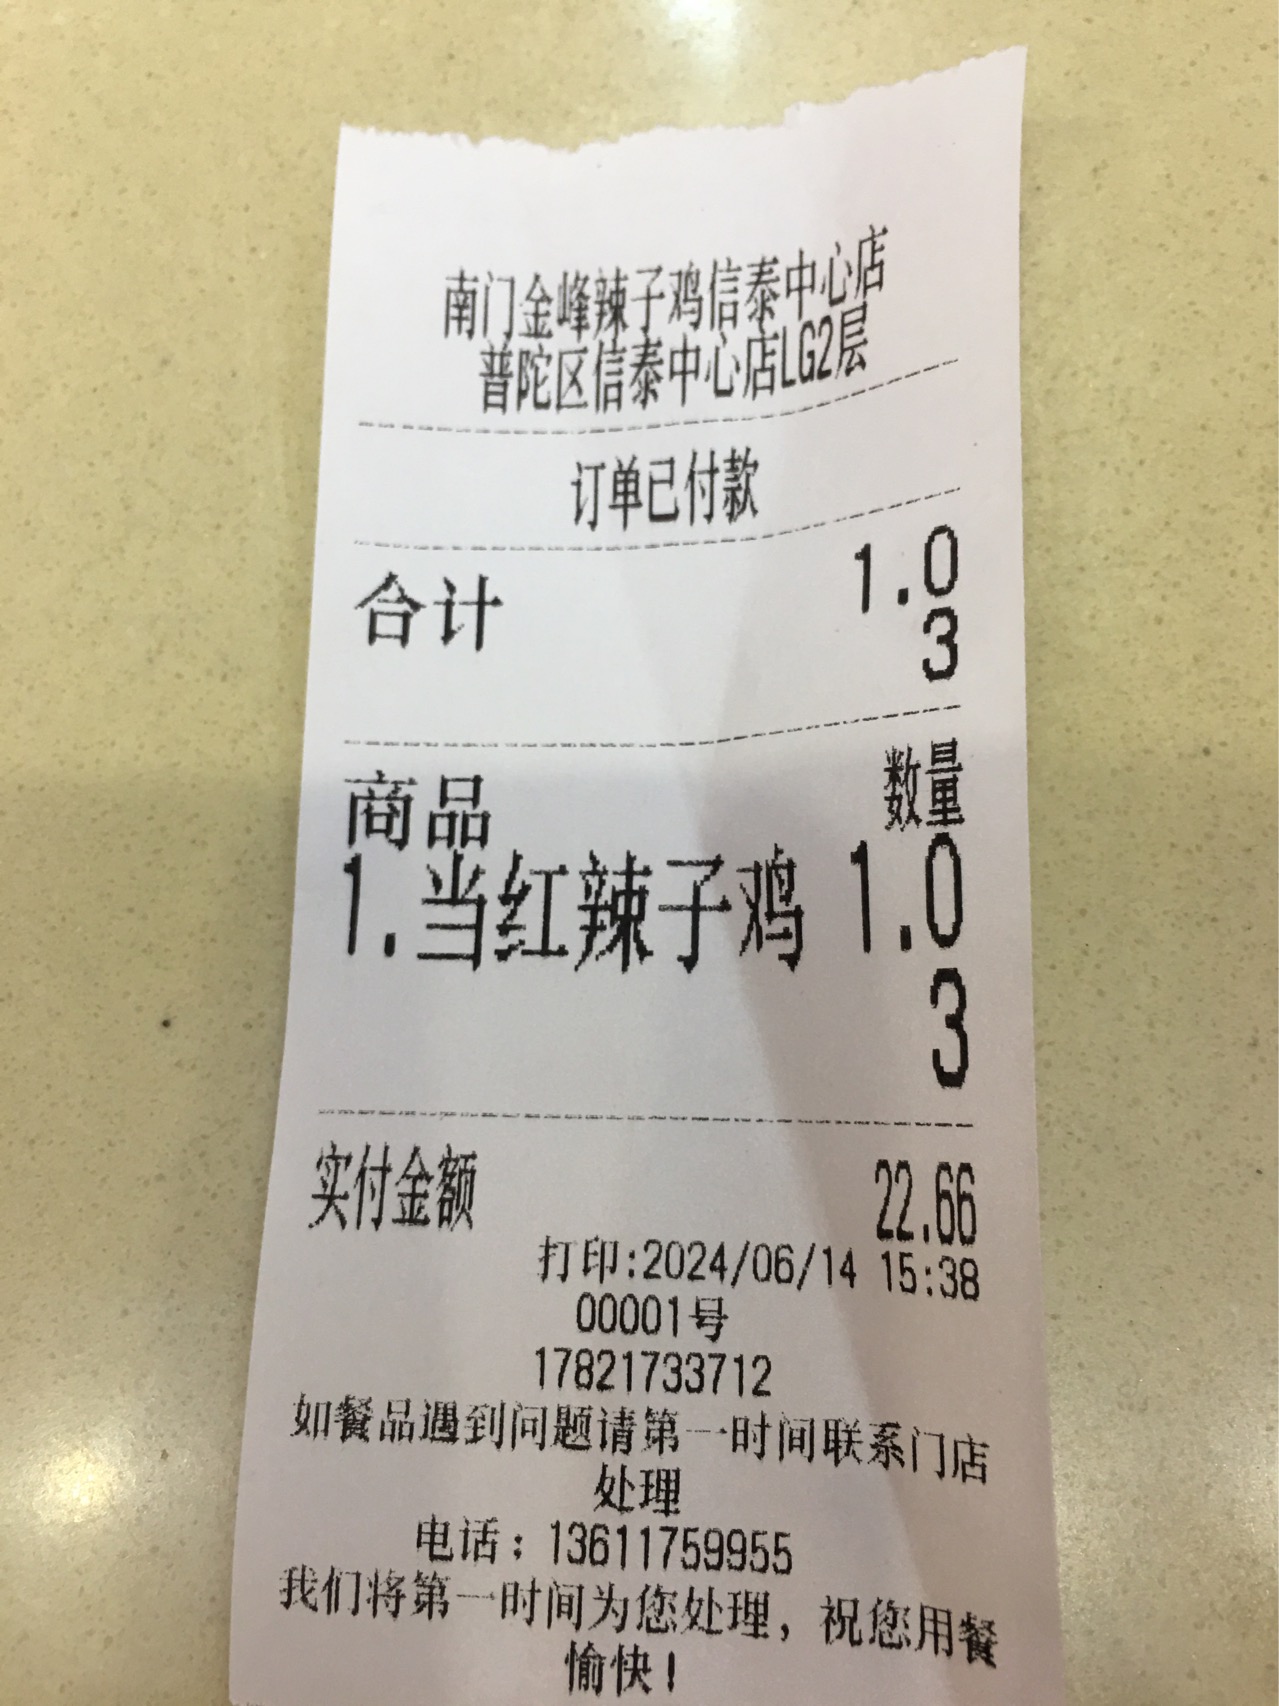 南门金峰辣子鸡信泰中心店
普陀区信泰中心店LG2层
订单已付款
合计 1.0
3
商品 数量
1.当红辣子鸡 1.0
3
实付金额 22.66
打印:2024/06/14 15:38
00001号
17821733712
如餐品遇到问题请第一时间联系门店
处理
电话：13611759955
我们将第一时间为您处理，祝您用餐
愉快！